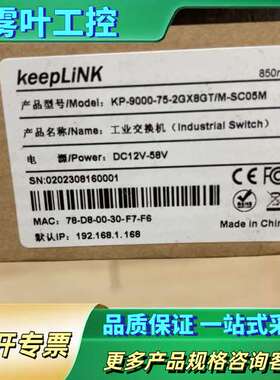 雾叶工控
keepLiNK
850n
产品型号/Model: KP-9000-75-2GX8GT/M-SC05M
产品名称/Name: 工业交换机 (Industrial Switch)
电 源/Power: DC12V-58V
SN:0202308160001
MAC: 78-D8-00-30-F7-F6
Made in China
默认IP: 192.168.1.168
开专票
品质保证 一站式采
更多产品规格咨询客